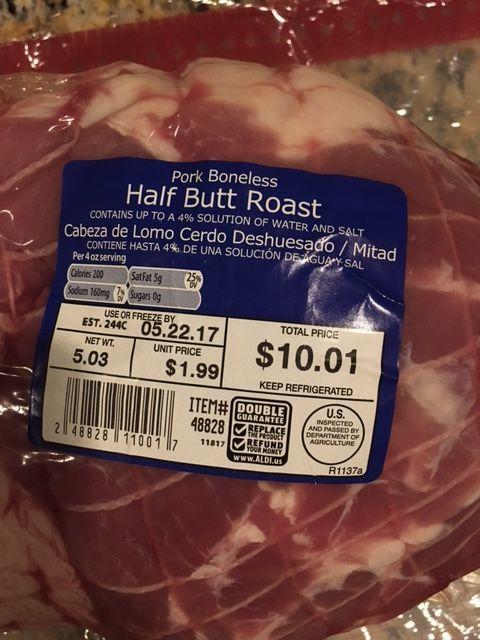 Pork Boneless
Half Butt Roast
CONTAINS UP TO A 4% SOLUTION OF WATER AND SALT
Cabeza de Lomo Cerdo Deshuesado / Mitad
CONTIENE HASTA 4% DE UNA SOLUCIÓN DE AGUA Y SAL
Per 4 oz serving
Calories 200 Sat Fat 5g 25% DV
Sodium 160mg 7% DV Sugars 0g
USE OR FREEZE BY
EST. 244C 05.22.17
NET WT. UNIT PRICE
5.03 $1.99
TOTAL PRICE
$10.01
KEEP REFRIGERATED
2 48828 11001 7
ITEM#
48828
11817
DOUBLE
GUARANTEE
REPLACE
THE PRODUCT
REFUND
YOUR MONEY
www.ALDI.us
U.S.
INSPECTED
AND PASSED BY
DEPARTMENT OF
AGRICULTURE
R1137a